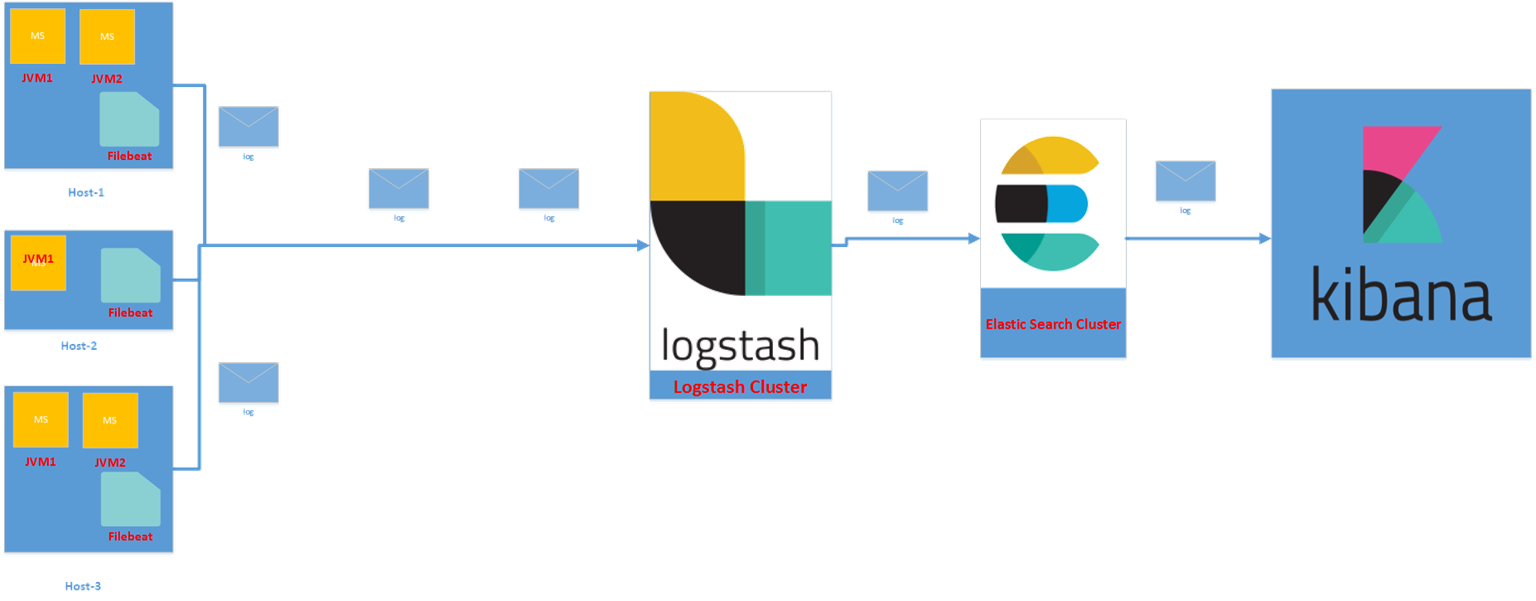 MS MS
JVM1 JVM2
Filebeat
Host-1
log
JVM1
MS
Filebeat
Host-2
MS MS
JVM1 JVM2
Filebeat
Host-3
log
log
log
logstash
Logstash Cluster
log
Elastic Search Cluster
log
kibana